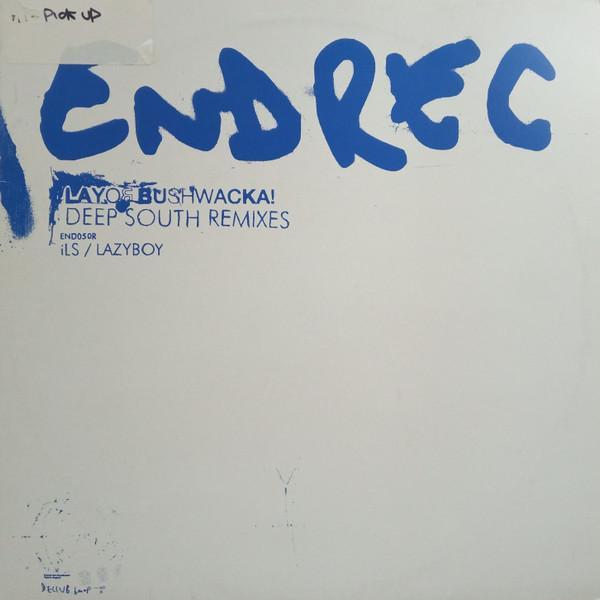 Pick UP
ENDREC
LAYO & BUSHWACKA!
DEEP SOUTH REMIXES
END050R
iLS / LAZYBOY